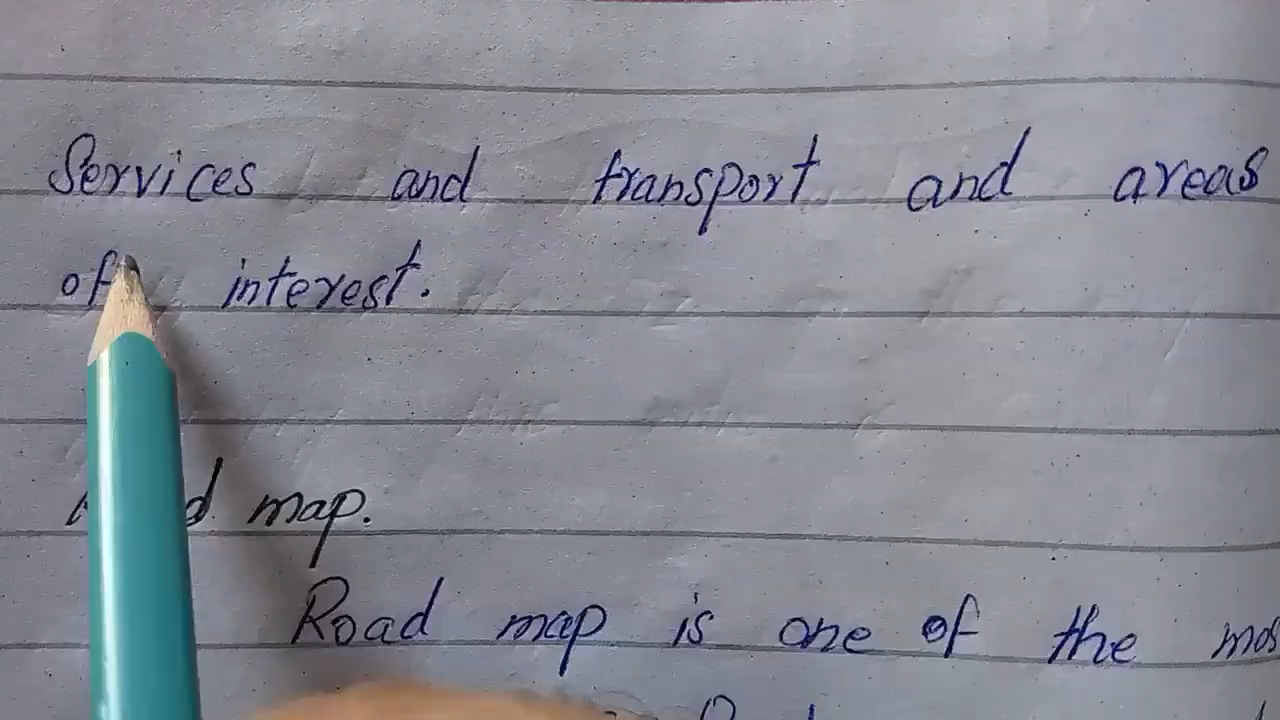 Services and transport and areas
of interest.
map.
Road map is one of the